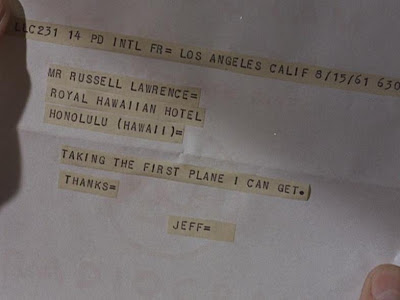 LLC231 14 PD INTL FR= LOS ANGELES CALIF 8/15/61 630
MR RUSSELL LAWRENCE=
ROYAL HAWAIIAN HOTEL
HONOLULU (HAWAII)=
TAKING THE FIRST PLANE I CAN GET.)
THANKS=
JEFF=